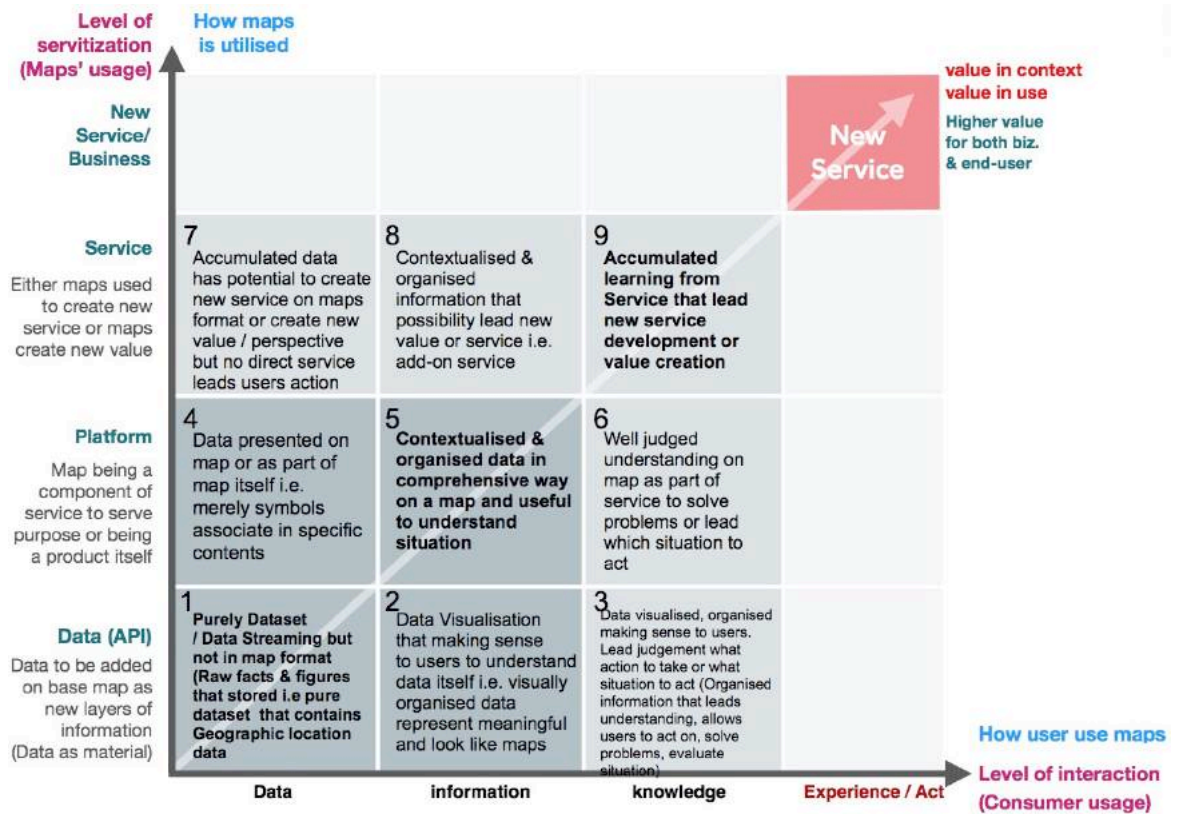 Level of
servitization
(Maps' usage)
How maps
is utilised
value in context
value in use
Higher value
for both biz.
& end-user
New
Service/
Business
New
Service
Service
Either maps used
to create new
service or maps
create new value
7
Accumulated data
has potential to create
new service on maps
format or create new
value / perspective
but no direct service
leads users action
8
Contextualised &
organised
information that
possibility lead new
value or service i.e.
add-on service
9
Accumulated
learning from
Service that lead
new service
development or
value creation
Platform
Map being a
component of
service to serve
purpose or being
a product itself
4
Data presented on
map or as part of
map itself i.e.
merely symbols
associate in specific
contents
5
Contextualised &
organised data in
comprehensive way
on a map and useful
to understand
situation
6
Well judged
understanding on
map as part of
service to solve
problems or lead
which situation to
act
Data (API)
Data to be added
on base map as
new layers of
information
(Data as material)
1
Purely Dataset
/ Data Streaming but
not in map format
(Raw facts & figures
that stored i.e pure
dataset that contains
Geographic location
data
2
Data Visualisation
that making sense
to users to understand
data itself i.e. visually
organised data
represent meaningful
and look like maps
3
Data visualised, organised
making sense to users.
Lead judgement what
action to take or what
situation to act (Organised
information that leads
understanding, allows
users to act on, solve
problems, evaluate
situation)
How user use maps
Level of interaction
(Consumer usage)
Data
information
knowledge
Experience / Act